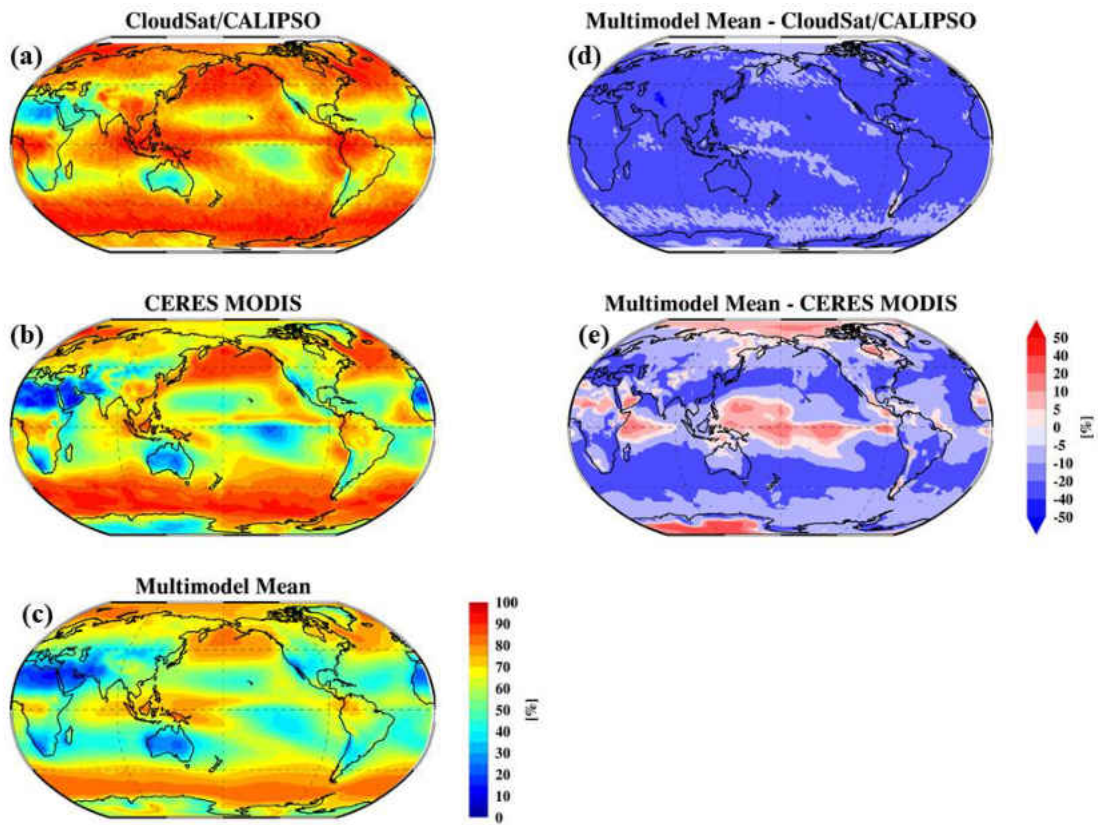 CloudSat/CALIPSO
(a)
Multimodel Mean - CloudSat/CALIPSO
(d)
CERES MODIS
(b)
Multimodel Mean - CERES MODIS
(e)
50
40
20
10
5
0
-5
-10
-20
-40
-50
[%]
Multimodel Mean
(c)
100
90
80
70
60
50
40
30
20
10
0
[%]